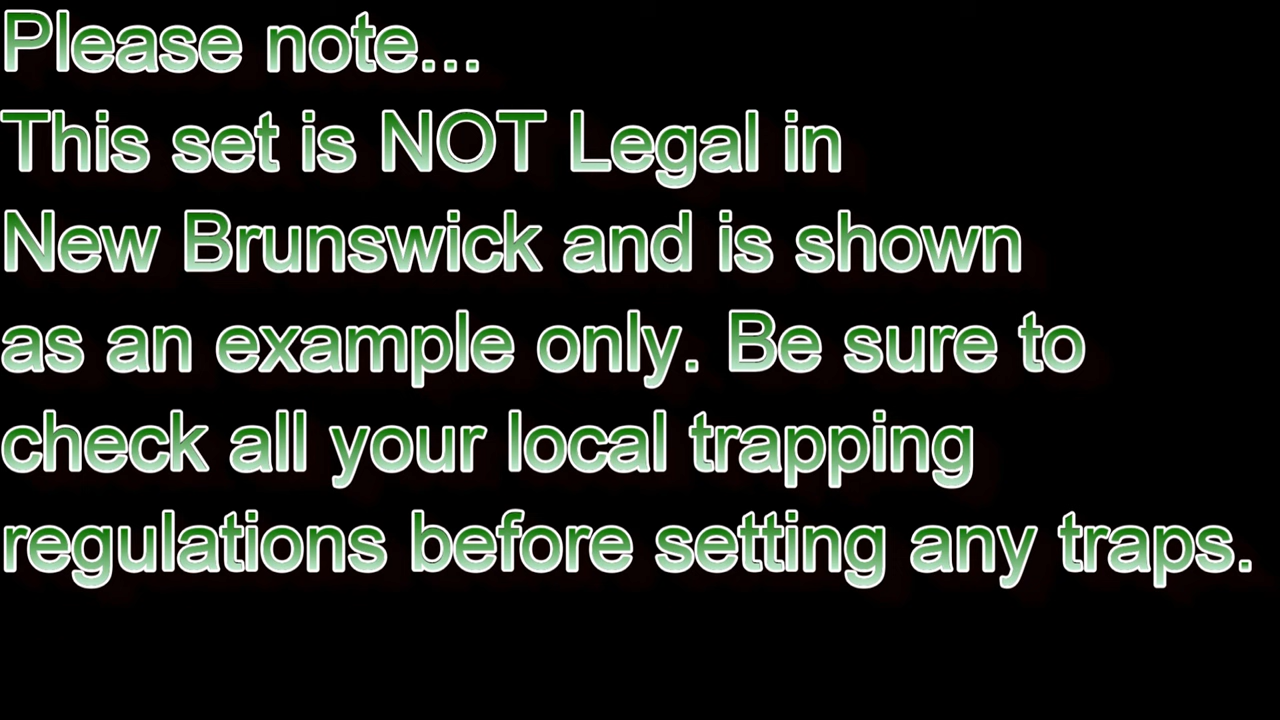 Please note...
This set is NOT Legal in
New Brunswick and is shown
as an example only. Be sure to
check all your local trapping
regulations before setting any traps.